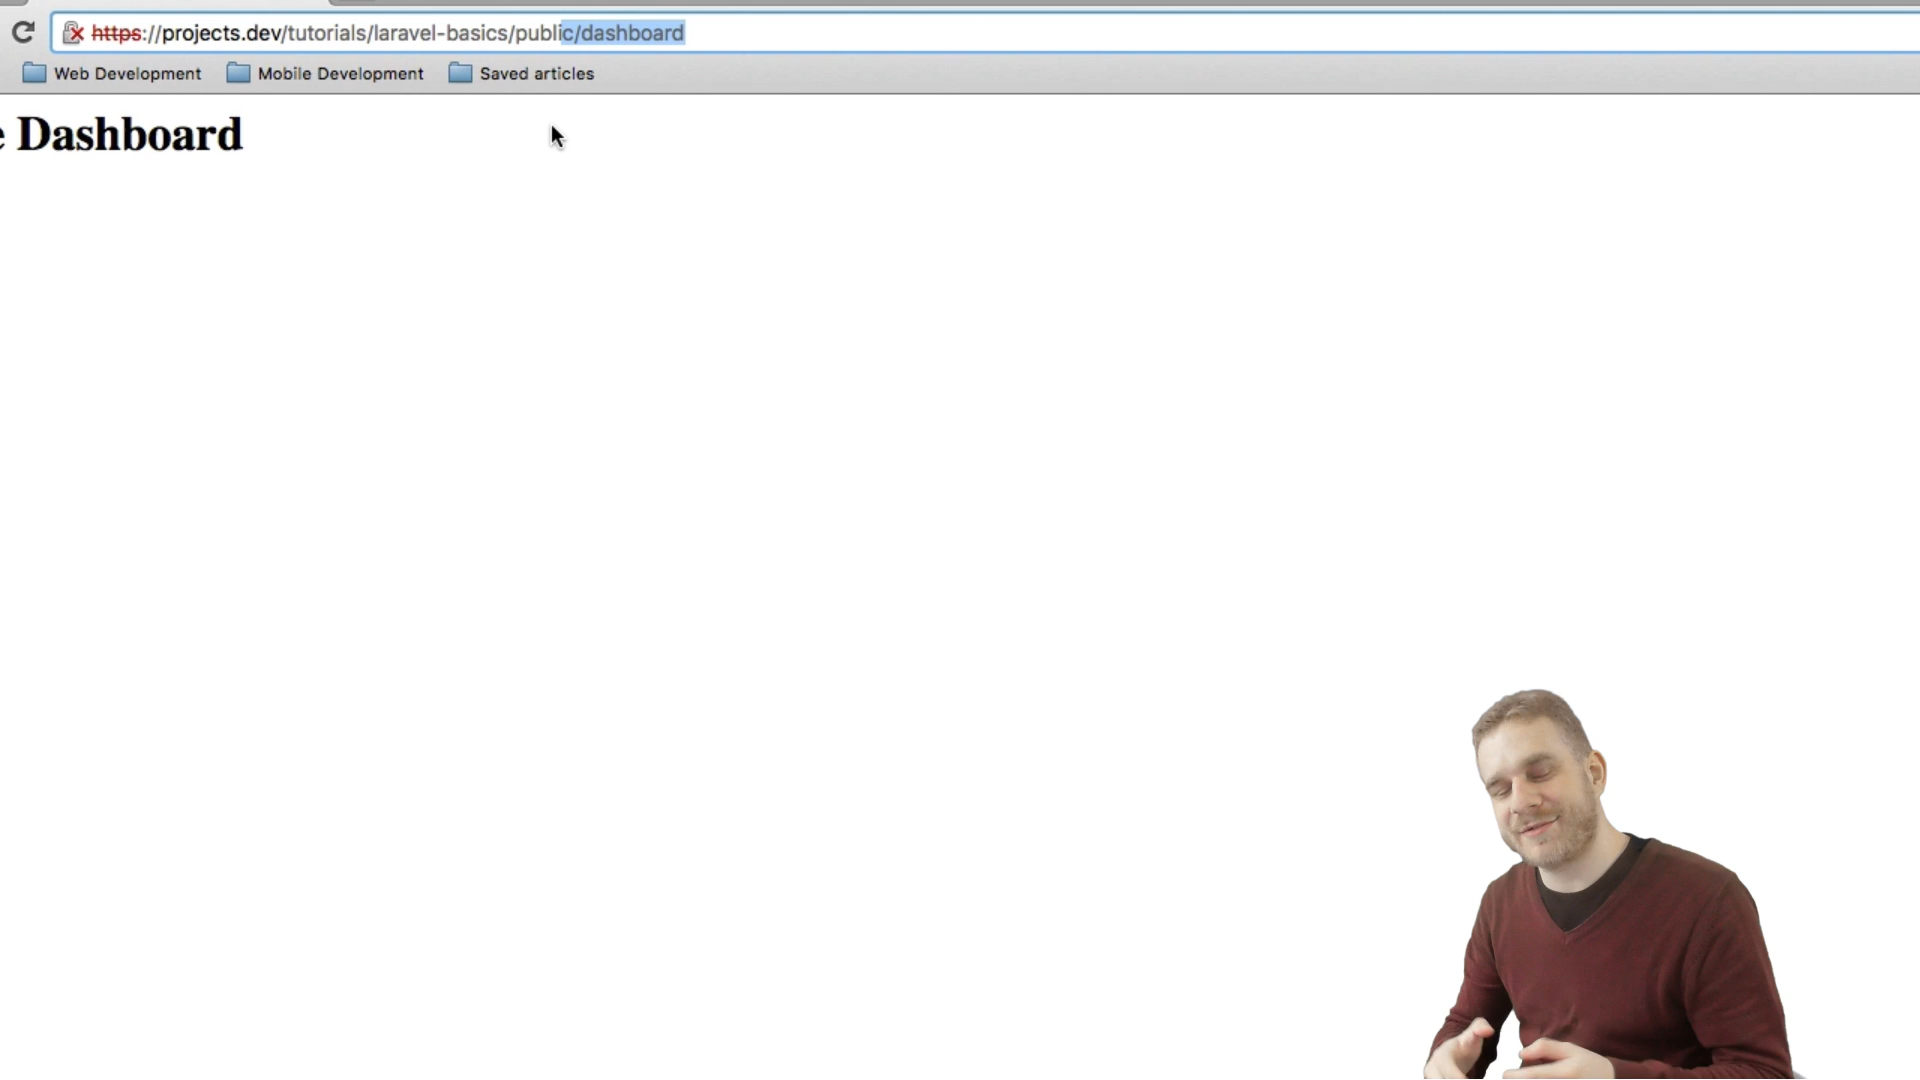 https://projects.dev/tutorials/laravel-basics/public/dashboard
Web Development Mobile Development Saved articles
e Dashboard